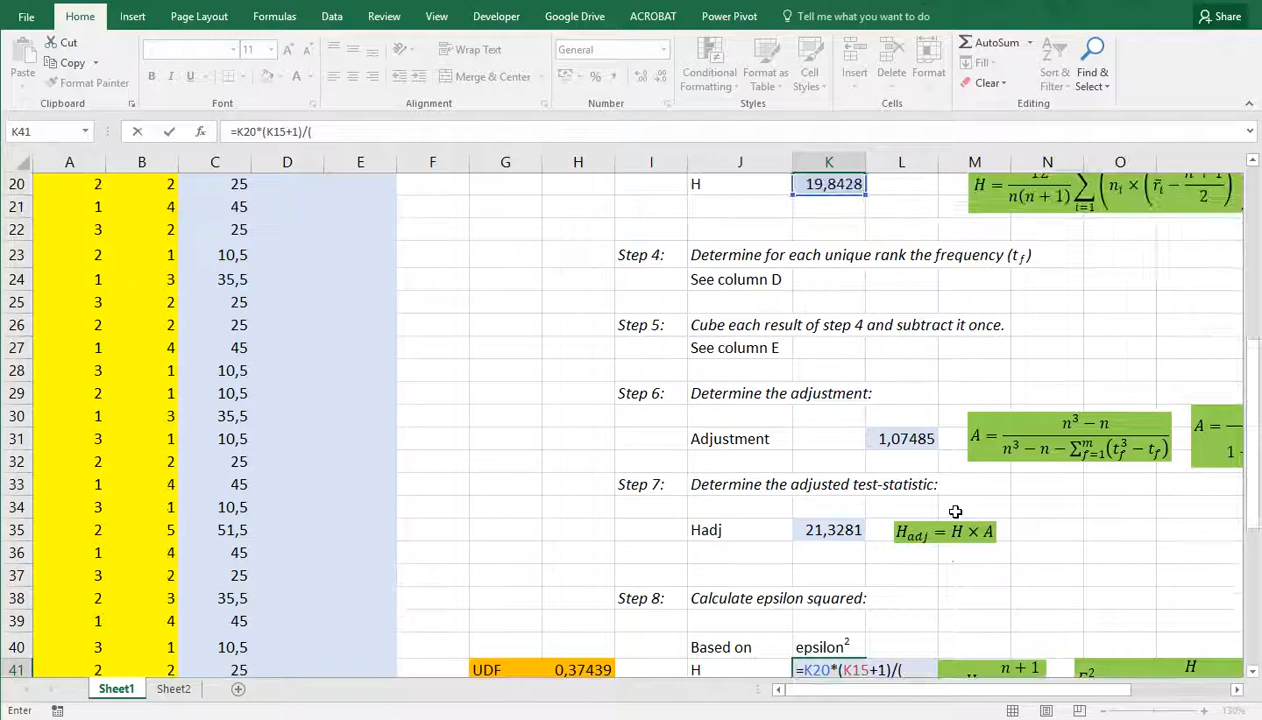 File Home Insert Page Layout Formulas Data Review View Developer Google Drive ACROBAT Power Pivot Tell me what you want to do Share
Cut
Copy
Format Painter
Paste
11
Wrap Text
Merge & Center
General
Conditional Formatting
Format as Table
Cell Styles
Insert
Delete
Format
AutoSum
Fill
Clear
Sort & Filter
Find & Select
Clipboard Font Alignment Number Styles Cells Editing
K41 fx =K20*(K15+1)/(
A B C D E F G H I J K L M N O
20 2 2 25 H 19,8428
21 1 4 45
22 3 2 25
23 2 1 10,5 Step 4: Determine for each unique rank the frequency (t_f)
24 1 3 35,5 See column D
25 3 2 25
26 2 2 25 Step 5: Cube each result of step 4 and subtract it once.
27 1 4 45 See column E
28 3 1 10,5
29 2 1 10,5 Step 6: Determine the adjustment:
30 1 3 35,5
31 3 1 10,5 Adjustment 1,07485 A = (n³ − n) / (n³ − n − ∑_{f=1}^{m}(t_f³ − t_f))
32 2 2 25
33 1 4 45 Step 7: Determine the adjusted test-statistic:
34 3 1 10,5
35 2 5 51,5 Hadj 21,3281 H_adj = H × A
36 1 4 45
37 3 2 25
38 2 3 35,5 Step 8: Calculate epsilon squared:
39 1 4 45
40 3 1 10,5 Based on epsilon²
41 2 2 25 UDF 0,37439 H =K20*(K15+1)/( n + 1 H
Sheet1 Sheet2
Enter 130%